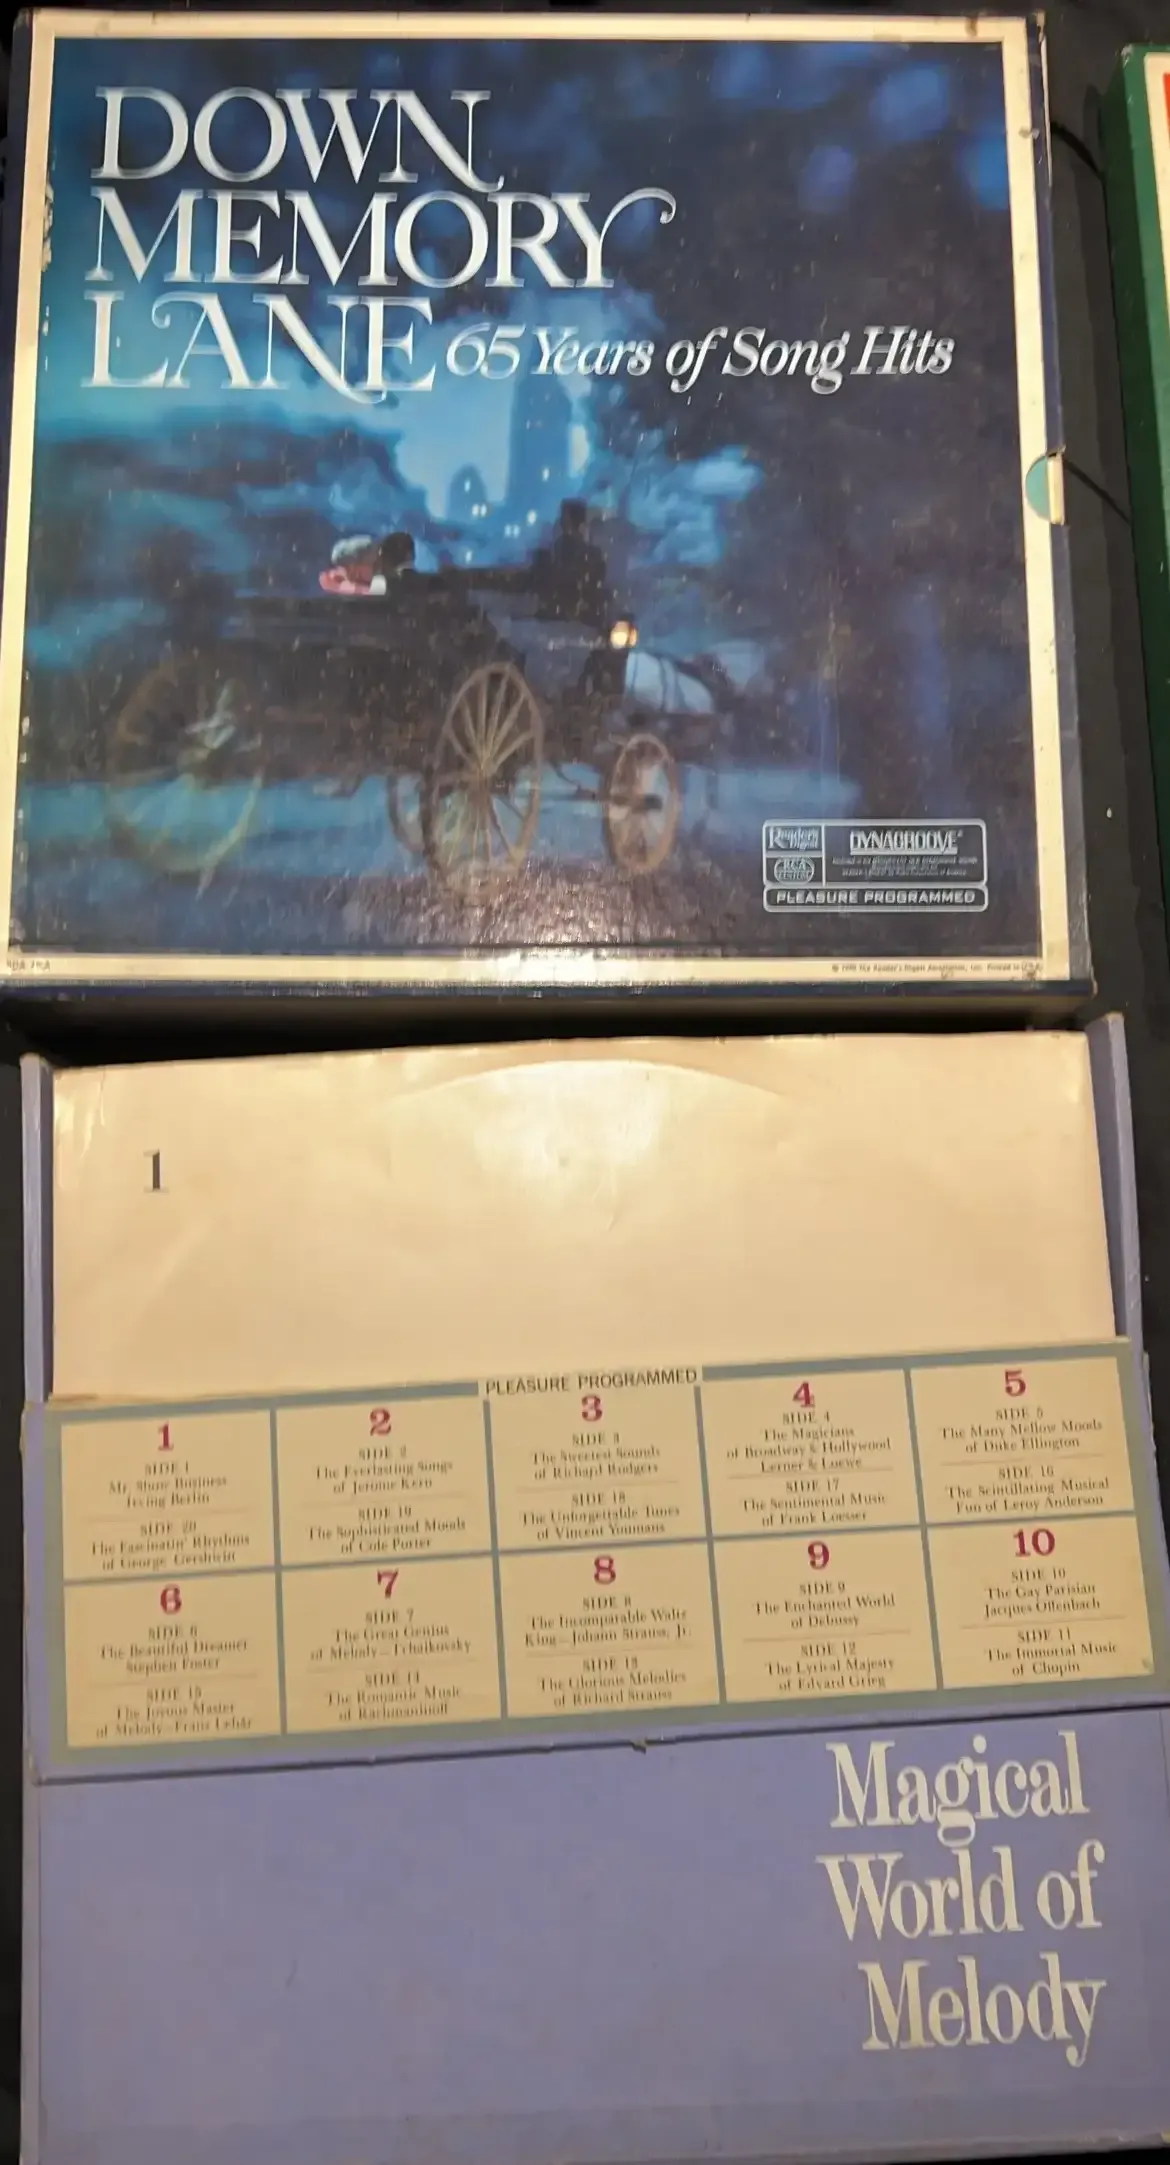 DOWN
MEMORY
LANE 65 Years of Song Hits
Reader's Digest
DYNAGROOVE
RCA CUSTOM
PLEASURE PROGRAMMED
1
PLEASURE PROGRAMMED
1
SIDE 1
Mr. Show Business
Irving Berlin
SIDE 20
The Fascinatin' Rhythms
of George Gershwin
2
SIDE 2
The Everlasting Songs
of Jerome Kern
SIDE 19
The Sophisticated Moods
of Cole Porter
3
SIDE 3
The Sweetest Sounds
of Richard Rodgers
SIDE 18
The Unforgettable Tunes
of Vincent Youmans
4
SIDE 4
The Magicians
of Broadway & Hollywood
Lerner & Loewe
SIDE 17
The Sentimental Music
of Frank Loesser
5
SIDE 5
The Many Mellow Moods
of Duke Ellington
SIDE 16
The Scintillating Musical
Fun of Leroy Anderson
6
SIDE 6
The Beautiful Dreamer
Stephen Foster
SIDE 15
The Joyous Master
of Melody—Franz Lehár
7
SIDE 7
The Great Genius
of Melody—Tchaikovsky
SIDE 14
The Romantic Music
of Rachmaninoff
8
SIDE 8
The Incomparable Waltz
King—Johann Strauss, Jr.
SIDE 13
The Glorious Melodies
of Richard Strauss
9
SIDE 9
The Enchanted World
of Debussy
SIDE 12
The Lyrical Majesty
of Edvard Grieg
10
SIDE 10
The Gay Parisian
Jacques Offenbach
SIDE 11
The Immortal Music
of Chopin
Magical
World of
Melody